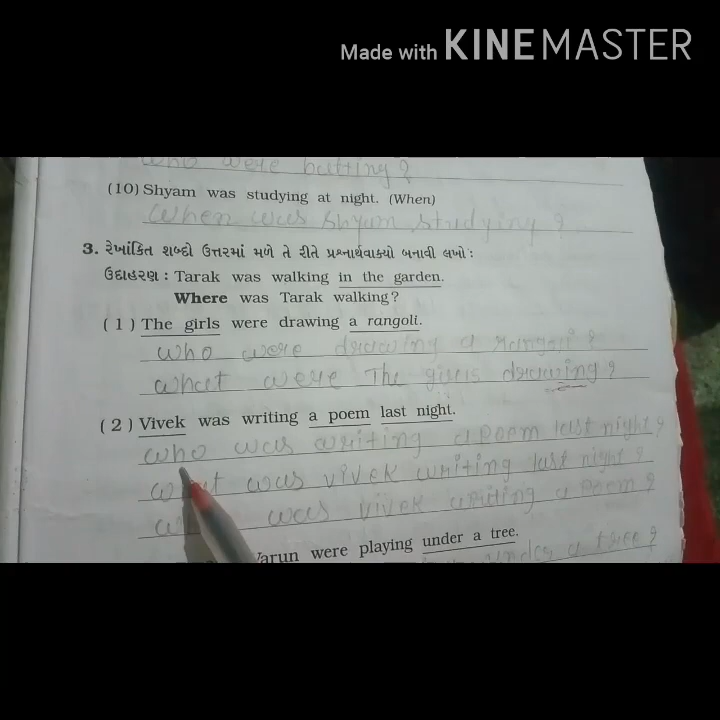 Made with KINEMASTER
who were batting?
(10) Shyam was studying at night. (When)
When was Shyam studying?
3. રેખાંકિત શબ્દો ઉત્તરમાં મળે તે રીતે પ્રશ્નાર્થવાક્યો બનાવી લખો :
ઉદાહરણ : Tarak was walking in the garden.
Where was Tarak walking?
( 1 ) The girls were drawing a rangoli.
who were drawing a rangoli?
what were The girls drawing?
( 2 ) Vivek was writing a poem last night.
who was writing a poem last night?
what was vivek writing last night?
was vivek writing a poem?
Varun were playing under a tree.
under a tree?